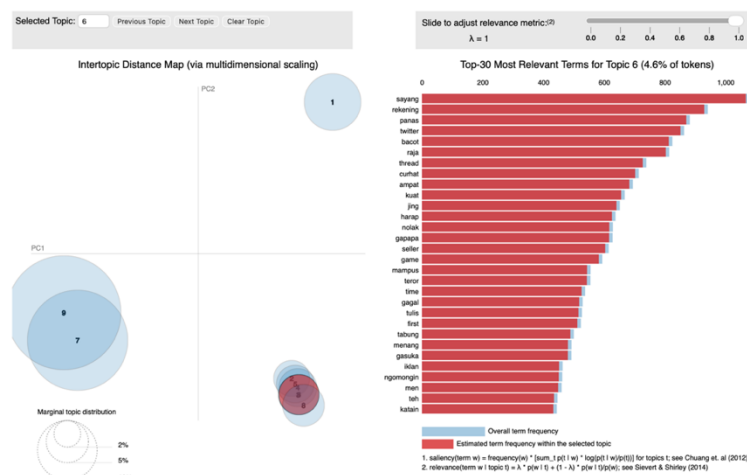 Selected Topic: 6 Previous Topic Next Topic Clear Topic
Slide to adjust relevance metric:(2)
λ = 1
0.0 0.2 0.4 0.6 0.8 1.0
Intertopic Distance Map (via multidimensional scaling)
PC2
PC1
1
9
7
6
Marginal topic distribution
2%
5%
Top-30 Most Relevant Terms for Topic 6 (4.6% of tokens)
0 200 400 600 800 1,000
sayang
rekening
panas
twitter
bacot
raja
thread
curhat
ampat
kuat
jing
harap
nolak
gapapa
seller
game
mampus
teror
time
gagal
tulis
first
tabung
menang
gasuka
iklan
ngomongin
men
teh
katain
Overall term frequency
Estimated term frequency within the selected topic
1. saliency(term w) = frequency(w) * [sum_t p(t | w) * log(p(t | w)/p(t))] for topics t; see Chuang et. al (2012)
2. relevance(term w | topic t) = λ * p(w | t) + (1 - λ) * p(w | t)/p(w); see Sievert & Shirley (2014)